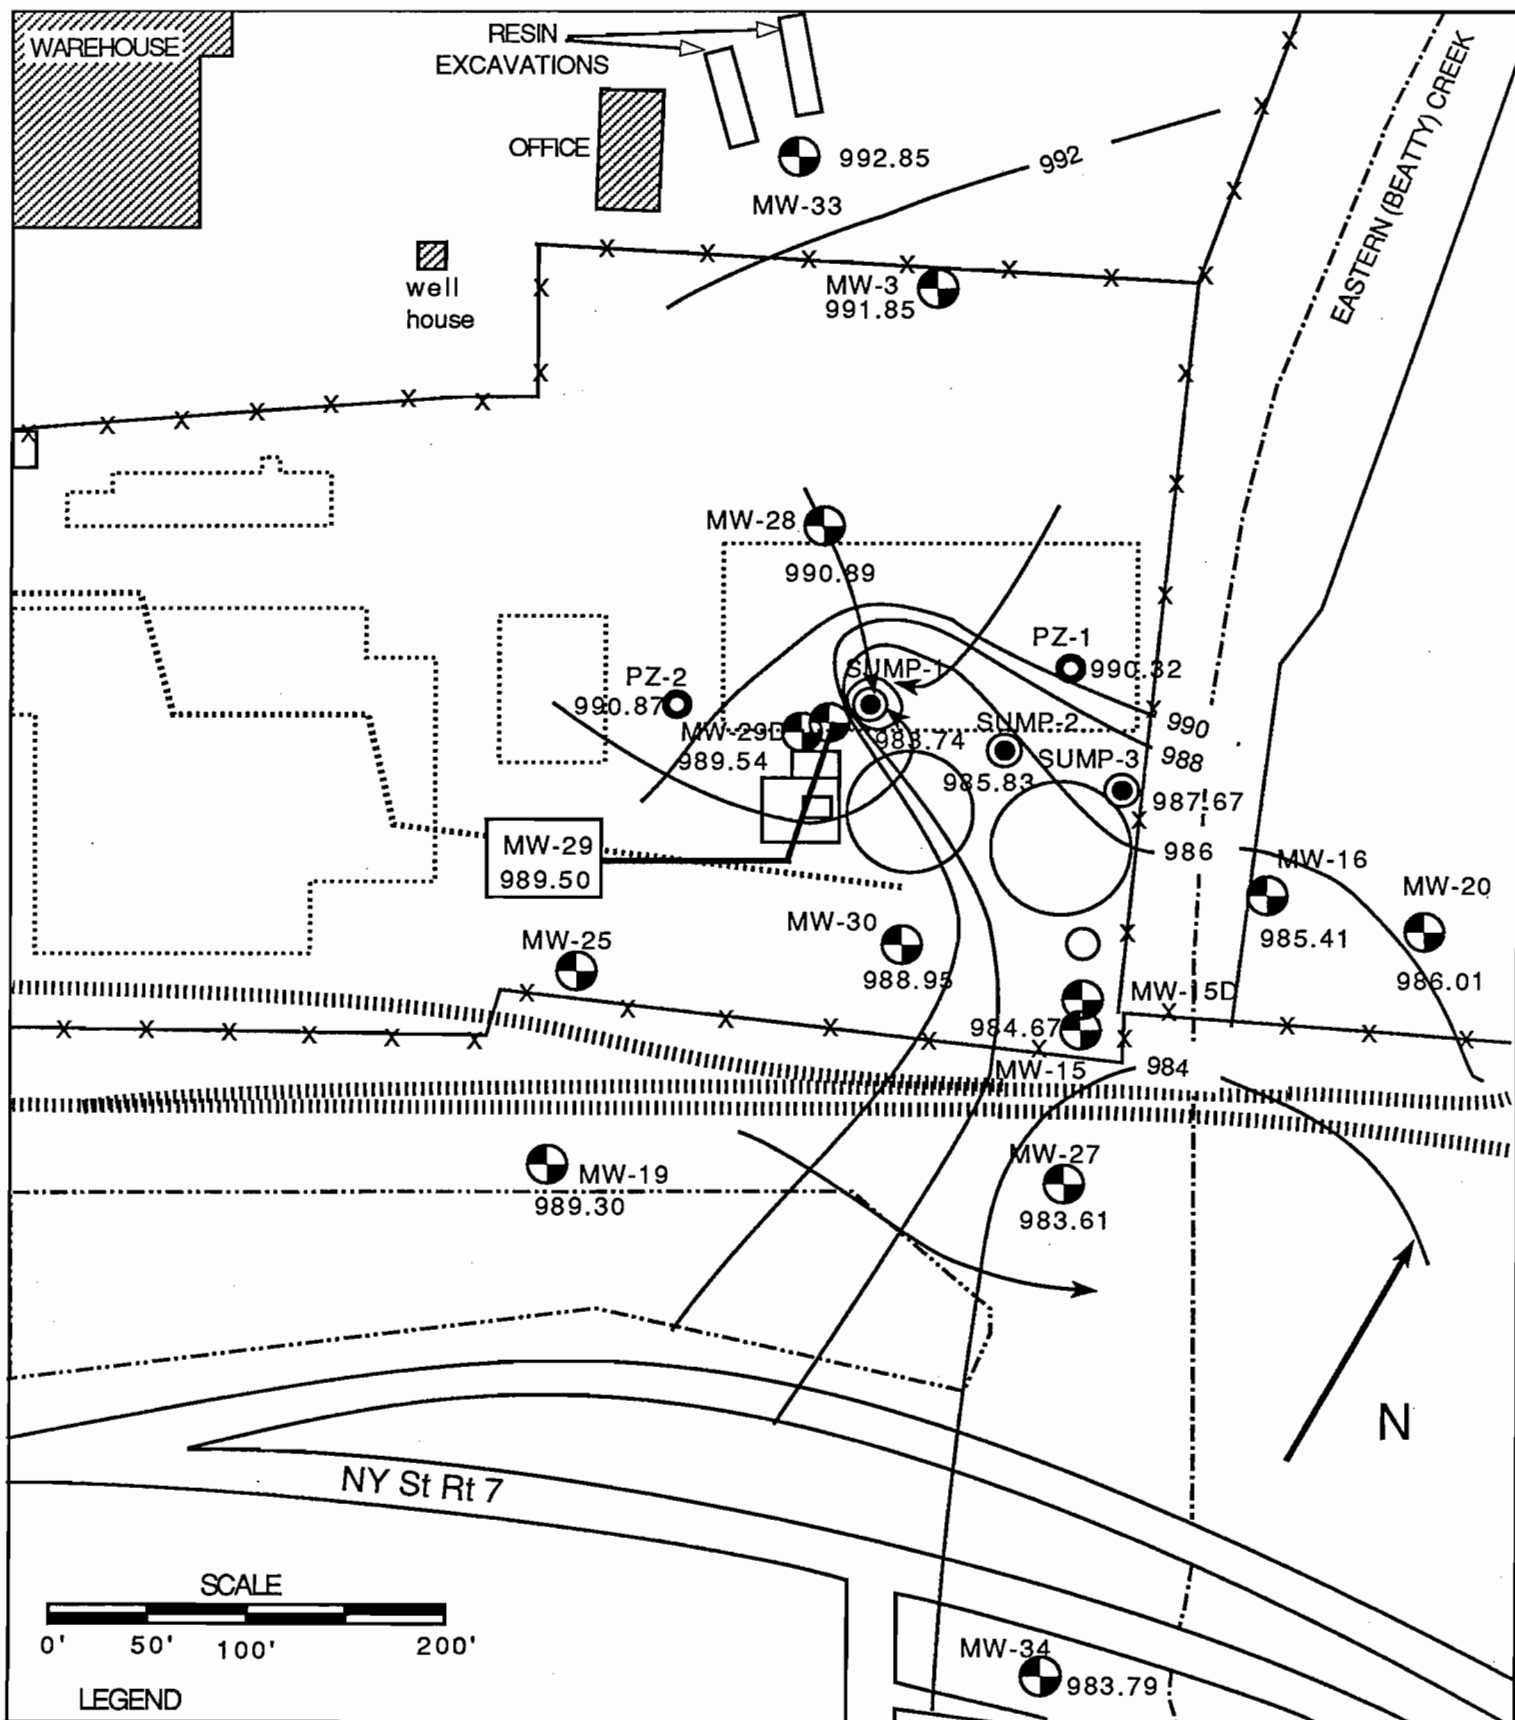 WAREHOUSE
RESIN
EXCAVATIONS
OFFICE
992.85
MW-33
992
EASTERN (BEATTY) CREEK
well
house
MW-3
991.85
MW-28
990.89
PZ-1
990.32
PZ-2
990.87
SUMP-1
983.74
MW-29D
989.54
SUMP-2
985.83
SUMP-3
987.67
990
988
986
MW-29
989.50
MW-16
985.41
MW-20
986.01
MW-30
988.95
MW-25
MW-15D
984.67
MW-15
984
MW-27
983.61
MW-19
989.30
N
NY St Rt 7
SCALE
0' 50' 100' 200'
MW-34
983.79
LEGEND